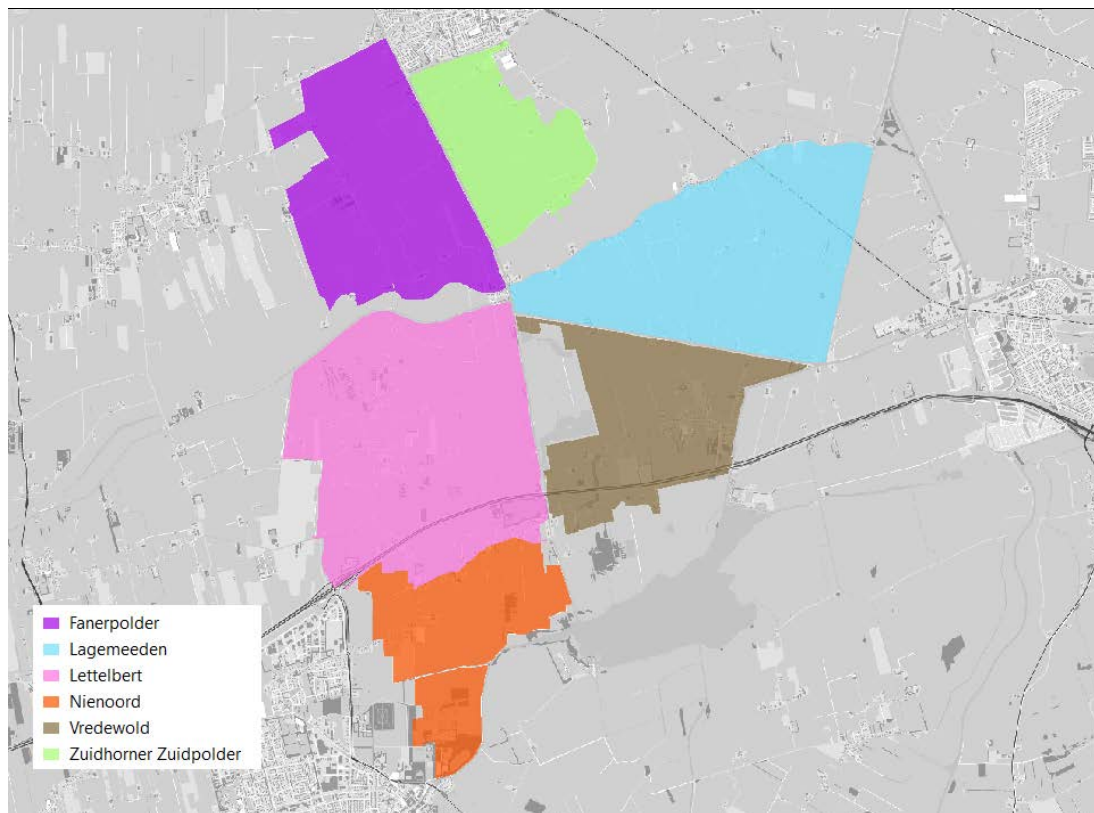 Fanerpolder
Lagemeeden
Lettelbert
Nienoord
Vredewold
Zuidhorner Zuidpolder